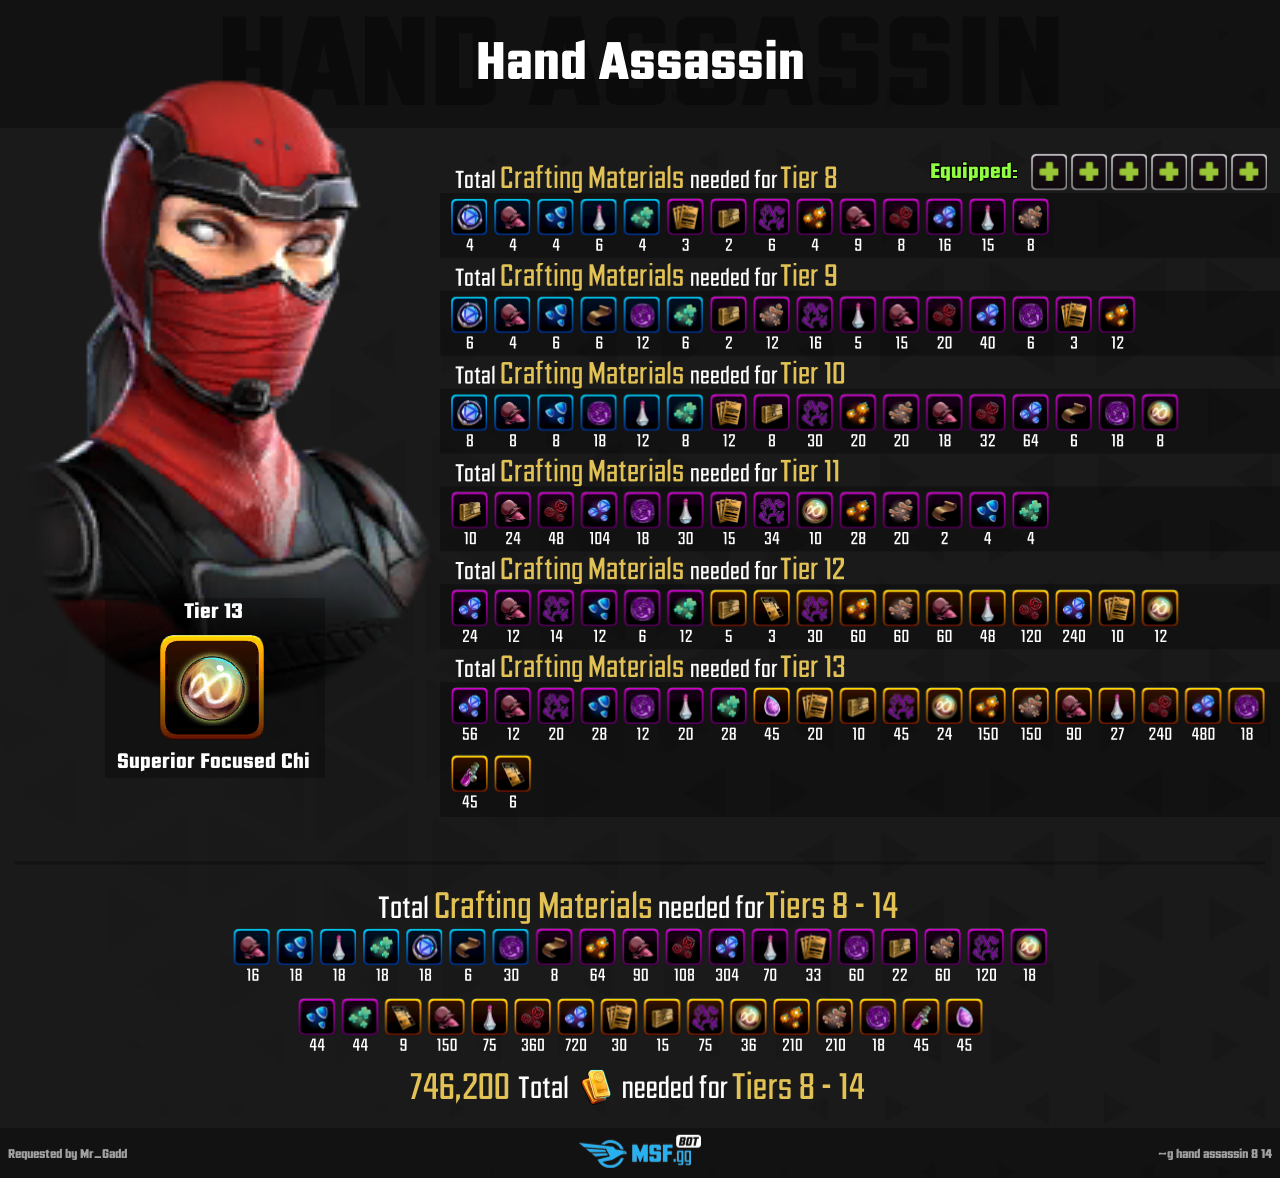 HAND ASSASSIN
Hand Assassin
Equipped:
Total Crafting Materials needed for Tier 8
4 4 4 6 4 3 2 6 4 9 8 16 15 8
Total Crafting Materials needed for Tier 9
6 4 6 6 12 6 2 12 16 5 15 20 40 6 3 12
Total Crafting Materials needed for Tier 10
8 8 8 18 12 8 12 8 30 20 20 18 32 64 6 18 8
Total Crafting Materials needed for Tier 11
10 24 48 104 18 30 15 34 10 28 20 2 4 4
Total Crafting Materials needed for Tier 12
24 12 14 12 6 12 5 3 30 60 60 60 48 120 240 10 12
Total Crafting Materials needed for Tier 13
56 12 20 28 12 20 28 45 20 10 45 24 150 150 90 27 240 480 18
45 6
Tier 13
Superior Focused Chi
Total Crafting Materials needed for Tiers 8 - 14
16 18 18 18 18 6 30 8 64 90 108 304 70 33 60 22 60 120 18
44 44 9 150 75 360 720 30 15 75 36 210 210 18 45 45
746,200 Total needed for Tiers 8 - 14
Requested by Mr_Gadd
MSF.gg BOT
~g hand assassin 8 14